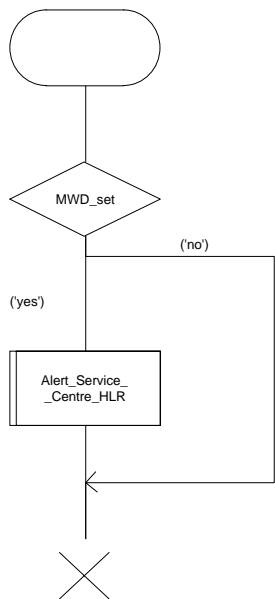 MWD_set
('no')
('yes')
Alert_Service_
_Centre_HLR